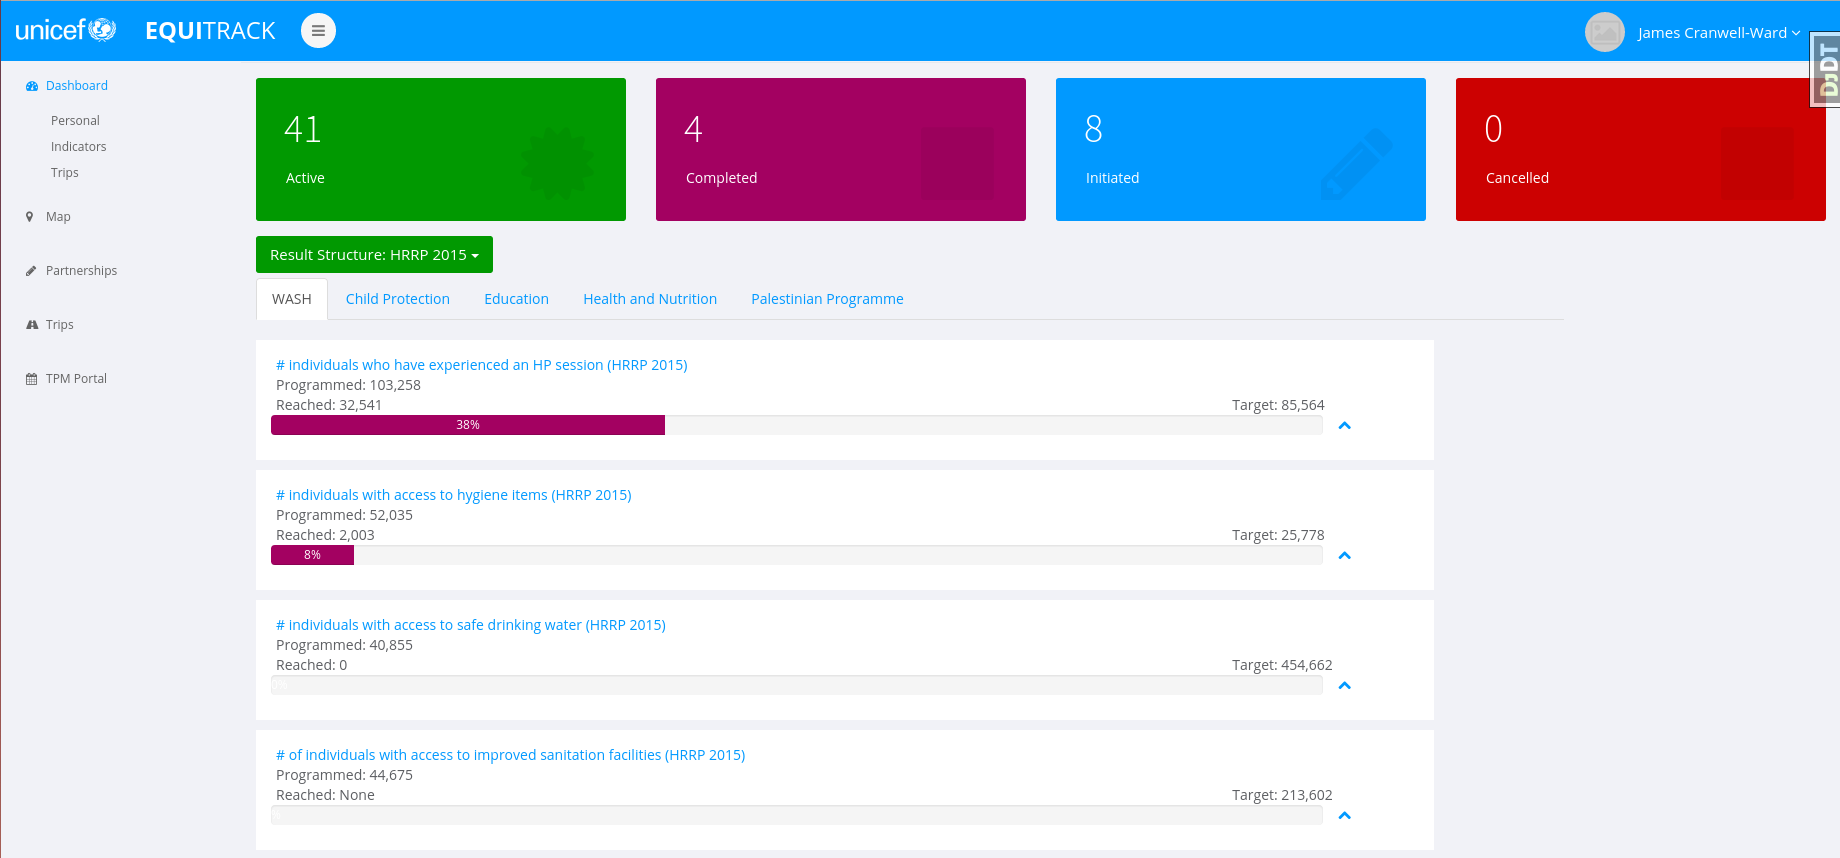 unicef
EQUITRACK
James Cranwell-Ward
DJDT
Dashboard
Personal
Indicators
Trips
Map
Partnerships
Trips
TPM Portal
41
Active
4
Completed
8
Initiated
0
Cancelled
Result Structure: HRRP 2015
WASH Child Protection Education Health and Nutrition Palestinian Programme
# individuals who have experienced an HP session (HRRP 2015)
Programmed: 103,258
Reached: 32,541 Target: 85,564
38%
# individuals with access to hygiene items (HRRP 2015)
Programmed: 52,035
Reached: 2,003 Target: 25,778
8%
# individuals with access to safe drinking water (HRRP 2015)
Programmed: 40,855
Reached: 0 Target: 454,662
0%
# of individuals with access to improved sanitation facilities (HRRP 2015)
Programmed: 44,675
Reached: None Target: 213,602